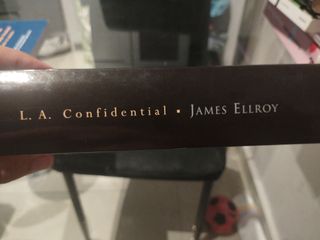 L. A. Confidential ▪ JAMES ELLROY